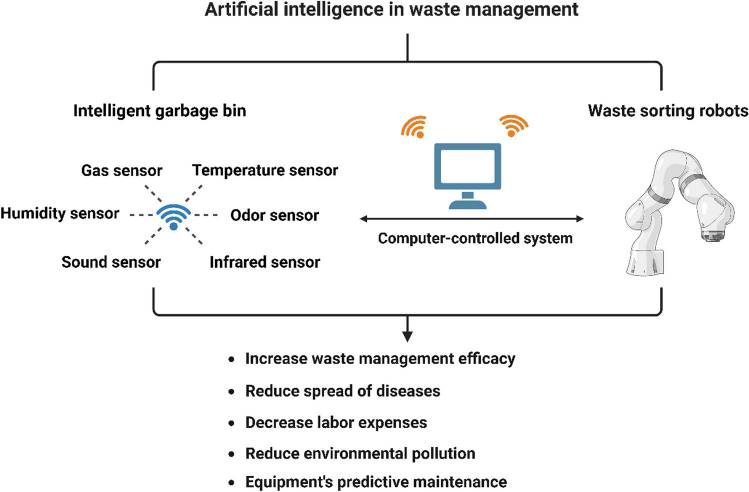 Artificial intelligence in waste management
Intelligent garbage bin
Waste sorting robots
Gas sensor
Temperature sensor
Humidity sensor
Odor sensor
Sound sensor
Infrared sensor
Computer-controlled system
• Increase waste management efficacy
• Reduce spread of diseases
• Decrease labor expenses
• Reduce environmental pollution
• Equipment's predictive maintenance